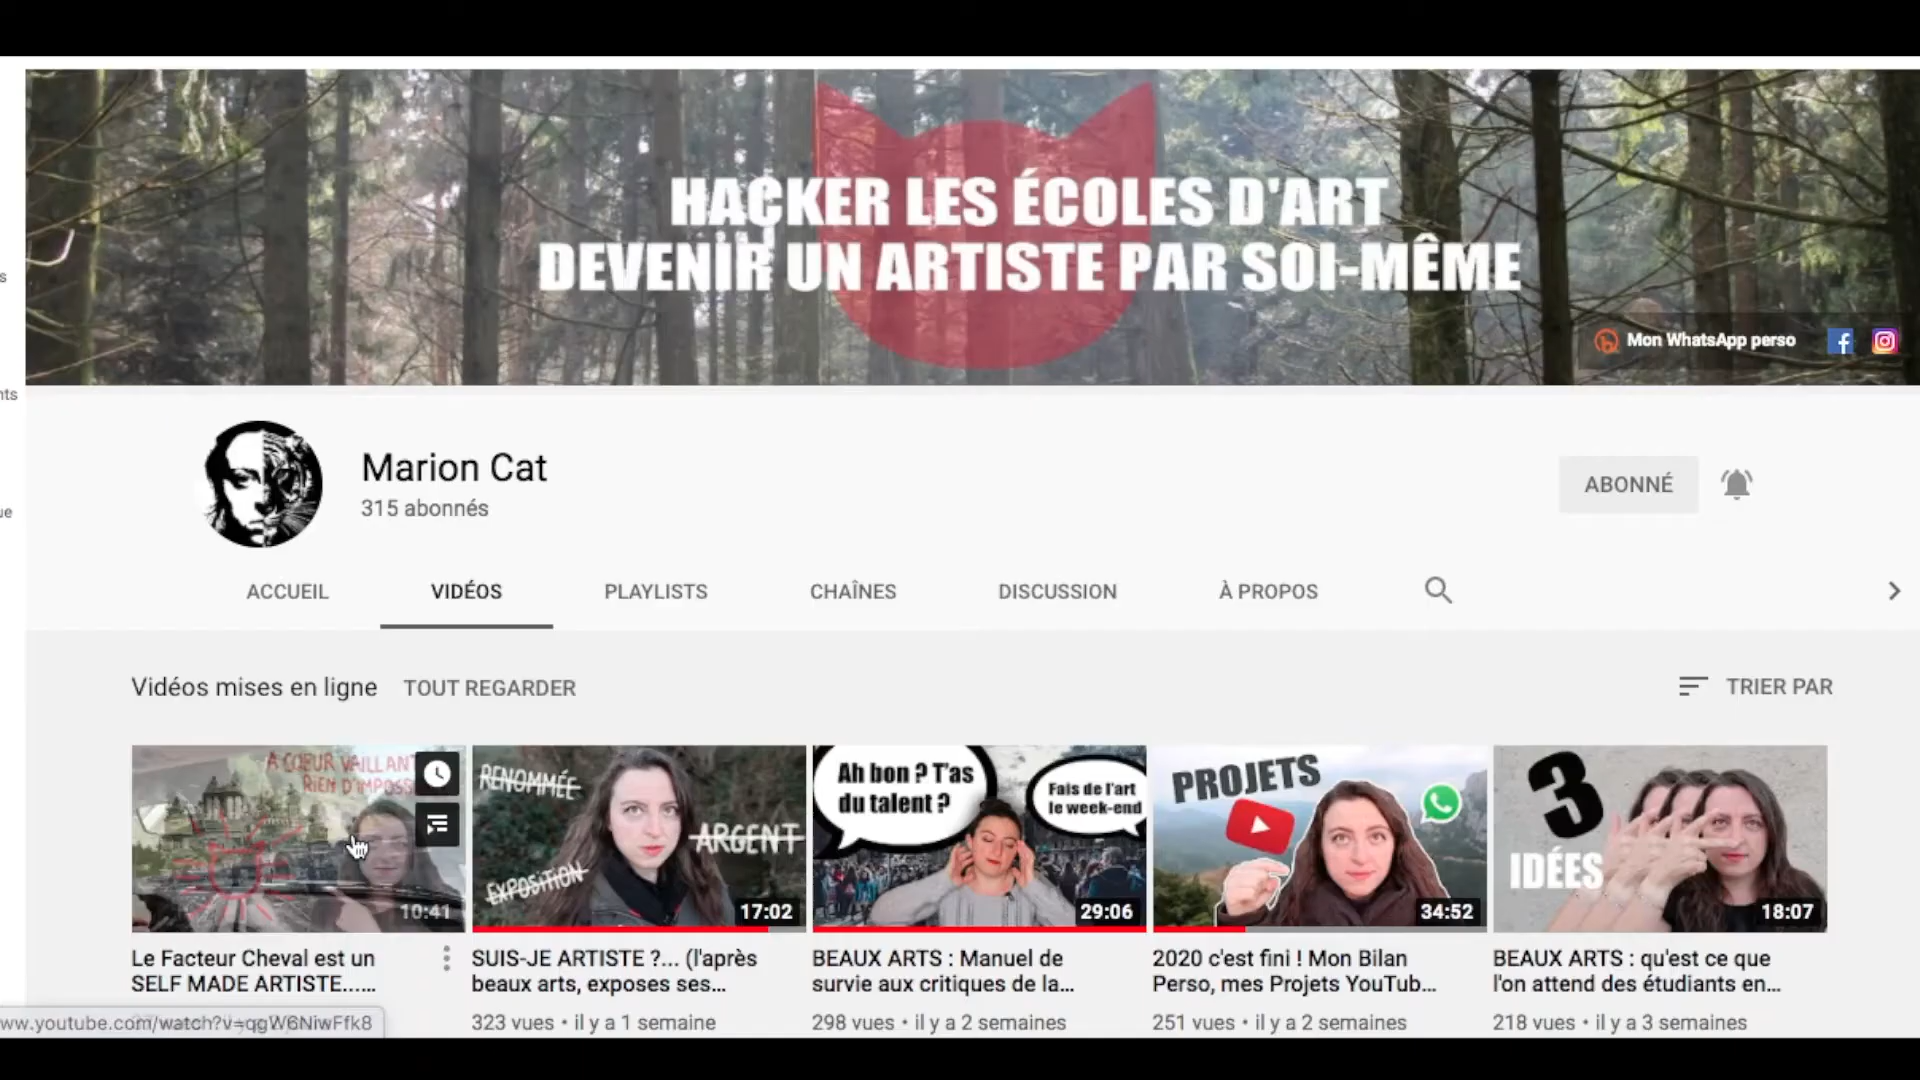 HACKER LES ÉCOLES D'ART
DEVENIR UN ARTISTE PAR SOI-MÊME
Mon WhatsApp perso
Marion Cat
315 abonnés
ABONNÉ
ACCUEIL
VIDÉOS
PLAYLISTS
CHAÎNES
DISCUSSION
À PROPOS
Vidéos mises en ligne
TOUT REGARDER
TRIER PAR
A COEUR VAILLANT
RIEN D'IMPOSS
10:41
RENOMMÉE
ARGENT
EXPOSITION
17:02
Ah bon ? T'as
du talent ?
Fais de l'art
le week-end
29:06
PROJETS
34:52
3
IDÉES
18:07
Le Facteur Cheval est un
SELF MADE ARTISTE......
SUIS-JE ARTISTE ?... (l'après
beaux arts, exposes ses...
323 vues • il y a 1 semaine
BEAUX ARTS : Manuel de
survie aux critiques de la...
298 vues • il y a 2 semaines
2020 c'est fini ! Mon Bilan
Perso, mes Projets YouTub...
251 vues • il y a 2 semaines
BEAUX ARTS : qu'est ce que
l'on attend des étudiants en...
218 vues • il y a 3 semaines
ww.youtube.com/watch?v=qgW6NiwFfk8